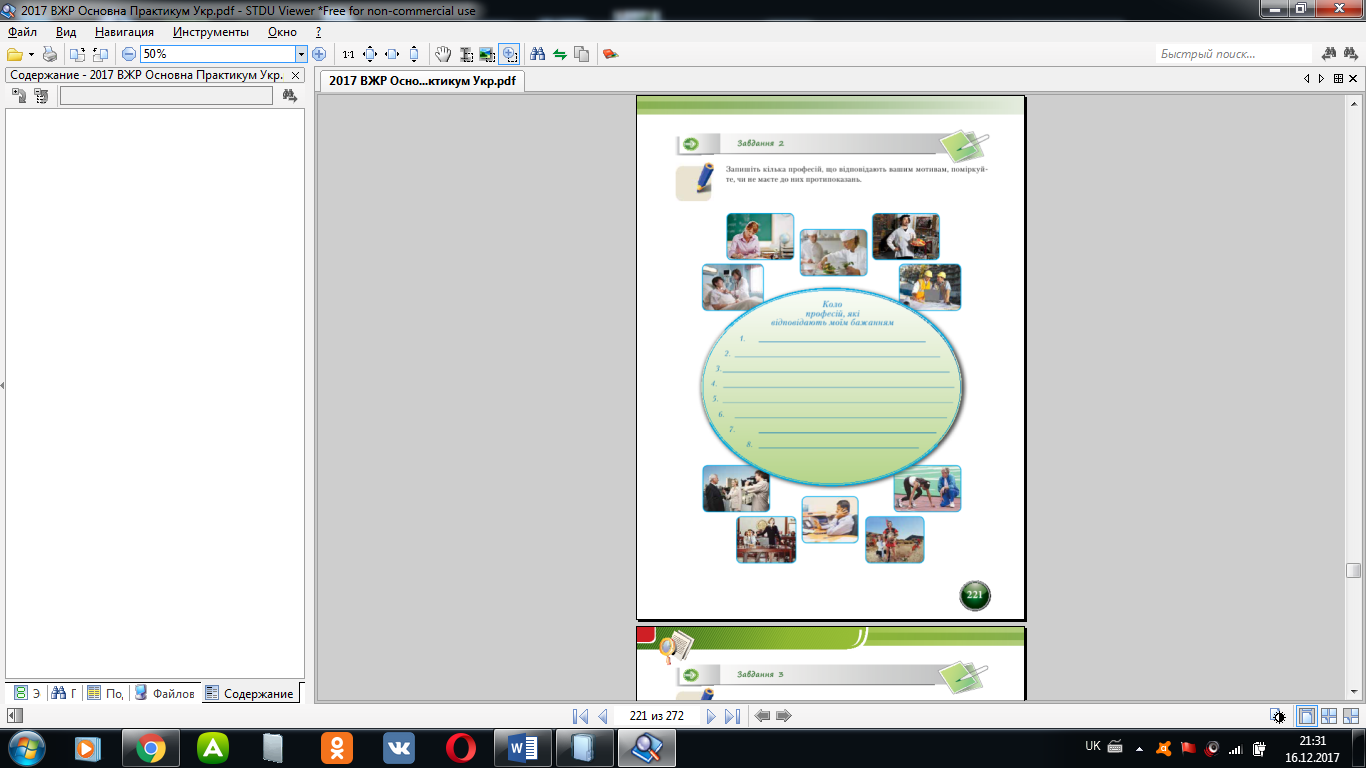 2017 ВЖР Основна Практикум Укр.pdf - STDU Viewer *Free for non-commercial use
Файл Вид Навигация Инструменты Окно ?
50%
1:1
Быстрый поиск...
Содержание - 2017 ВЖР Основна Практикум Укр.
2017 ВЖР Осно...ктикум Укр.pdf
Завдання 2
Запишіть кілька професій, що відповідають вашим мотивам, поміркуй-
те, чи не маєте до них протипоказань.
Коло
професій, які
відповідають моїм бажанням
1.
2.
3.
4.
5.
6.
7.
8.
221
Завдання 3
Э Г По, Файлов Содержание
221 из 272
UK
21:31
16.12.2017